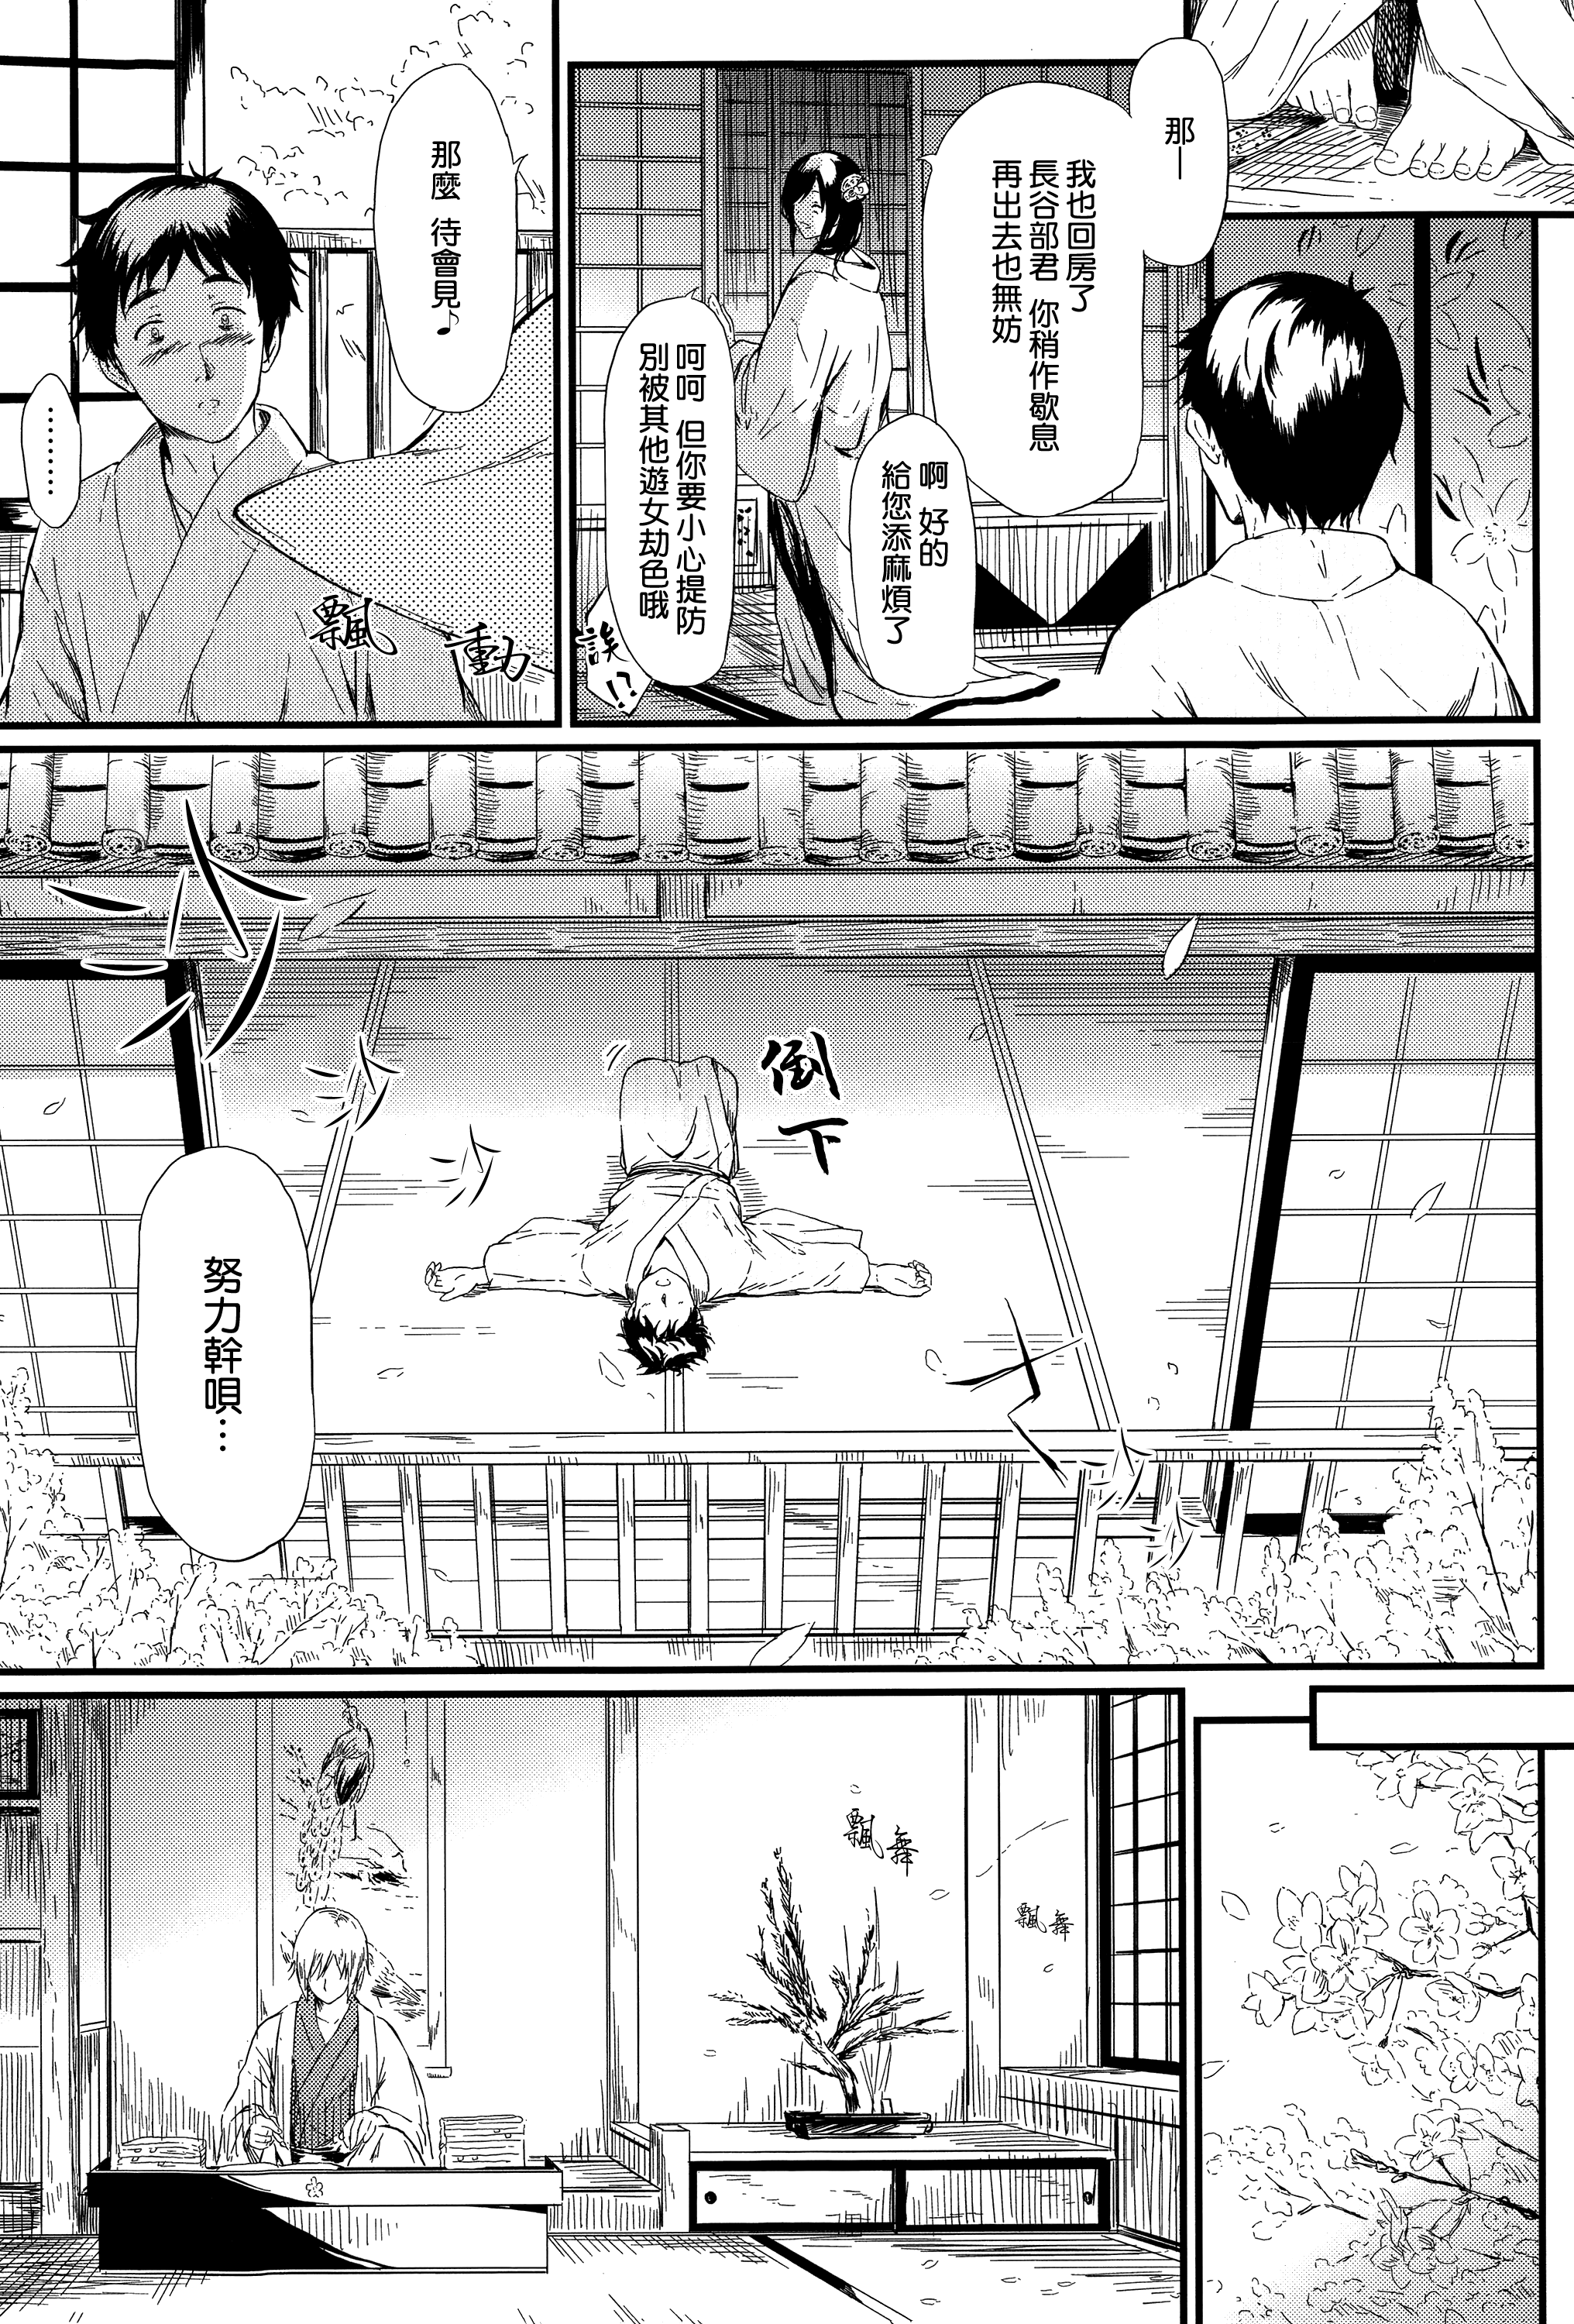 那—
我也回房了
長谷部君 你稍作歇息
再出去也無妨
啊 好的
給您添麻煩了
呵呵 但你要小心提防
別被其他遊女劫色哦
誒!?
那麼 待會見♪
………
飄動
倒下
努力幹唄…
飄舞
飄舞